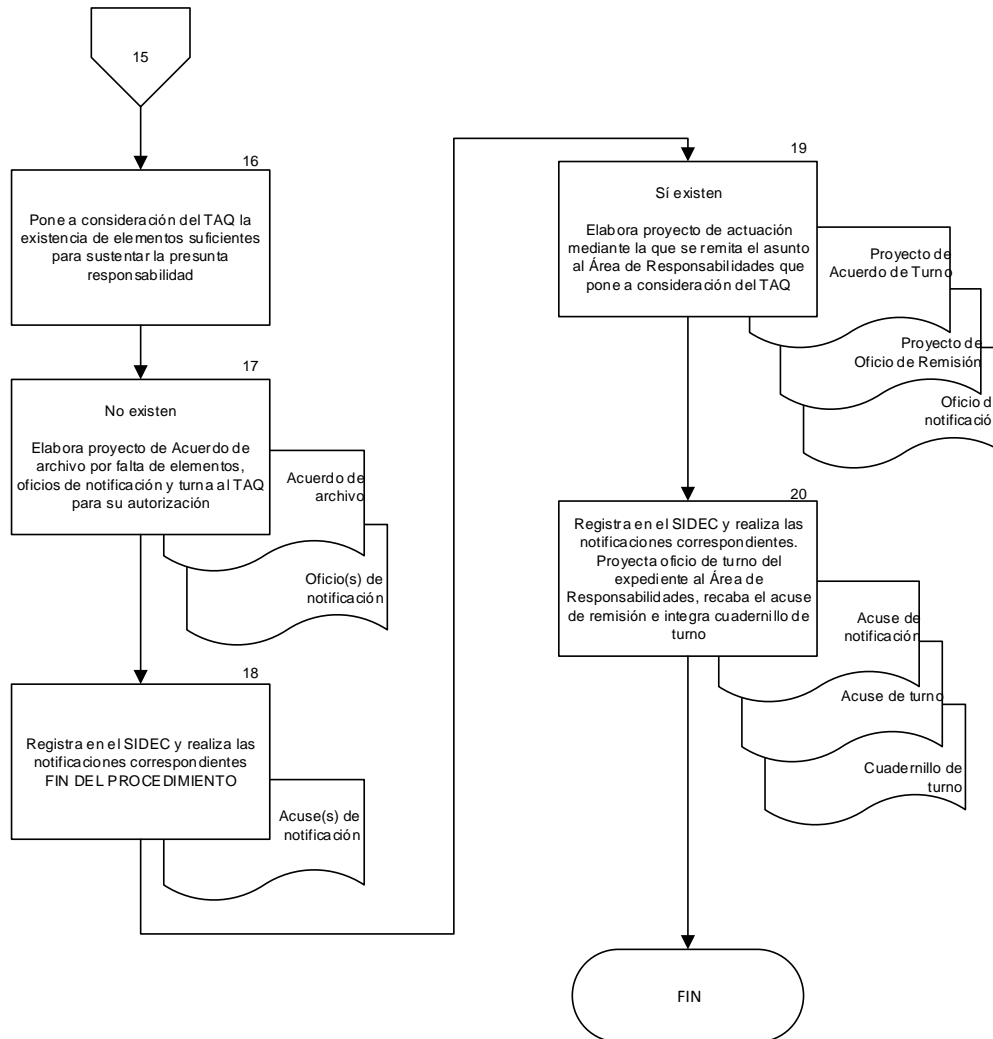 15
16
Pone a consideración del TAQ la
existencia de elementos suficientes
para sustentar la presunta
responsabilidad
17
No existen
Elabora proyecto de Acuerdo de
archivo por falta de elementos,
oficios de notificación y turna al TAQ
para su autorización
Acuerdo de
archivo
Oficio(s) de
notificación
18
Registra en el SIDEC y realiza las
notificaciones correspondientes
FIN DEL PROCEDIMIENTO
Acuse(s) de
notificación
19
Sí existen
Elabora proyecto de actuación
mediante la que se remita el asunto
al Área de Responsabilidades que
pone a consideración del TAQ
Proyecto de
Acuerdo de Turno
Proyecto de
Oficio de Remisión
Oficio d
notificació
20
Registra en el SIDEC y realiza las
notificaciones correspondientes.
Proyecta oficio de turno del
expediente al Área de
Responsabilidades, recaba el acuse
de remisión e integra cuadernillo de
turno
Acuse de
notificación
Acuse de turno
Cuadernillo de
turno
FIN